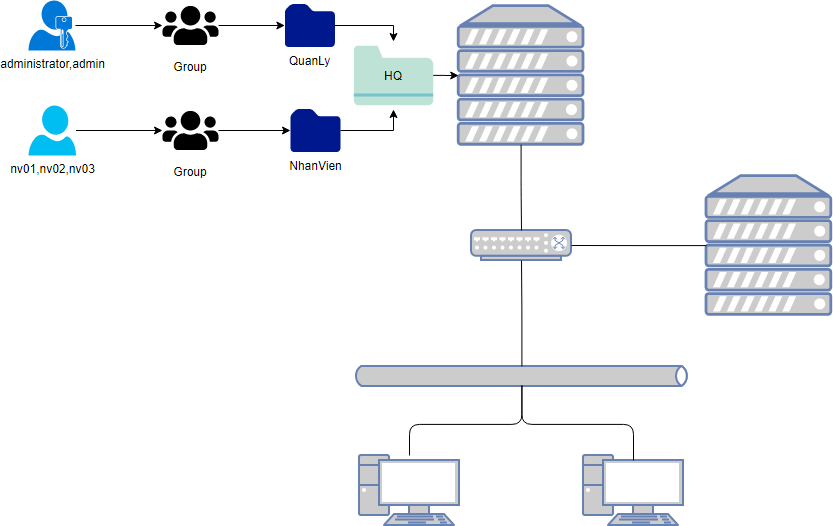 administrator,admin
Group
QuanLy
HQ
nv01,nv02,nv03
Group
NhanVien